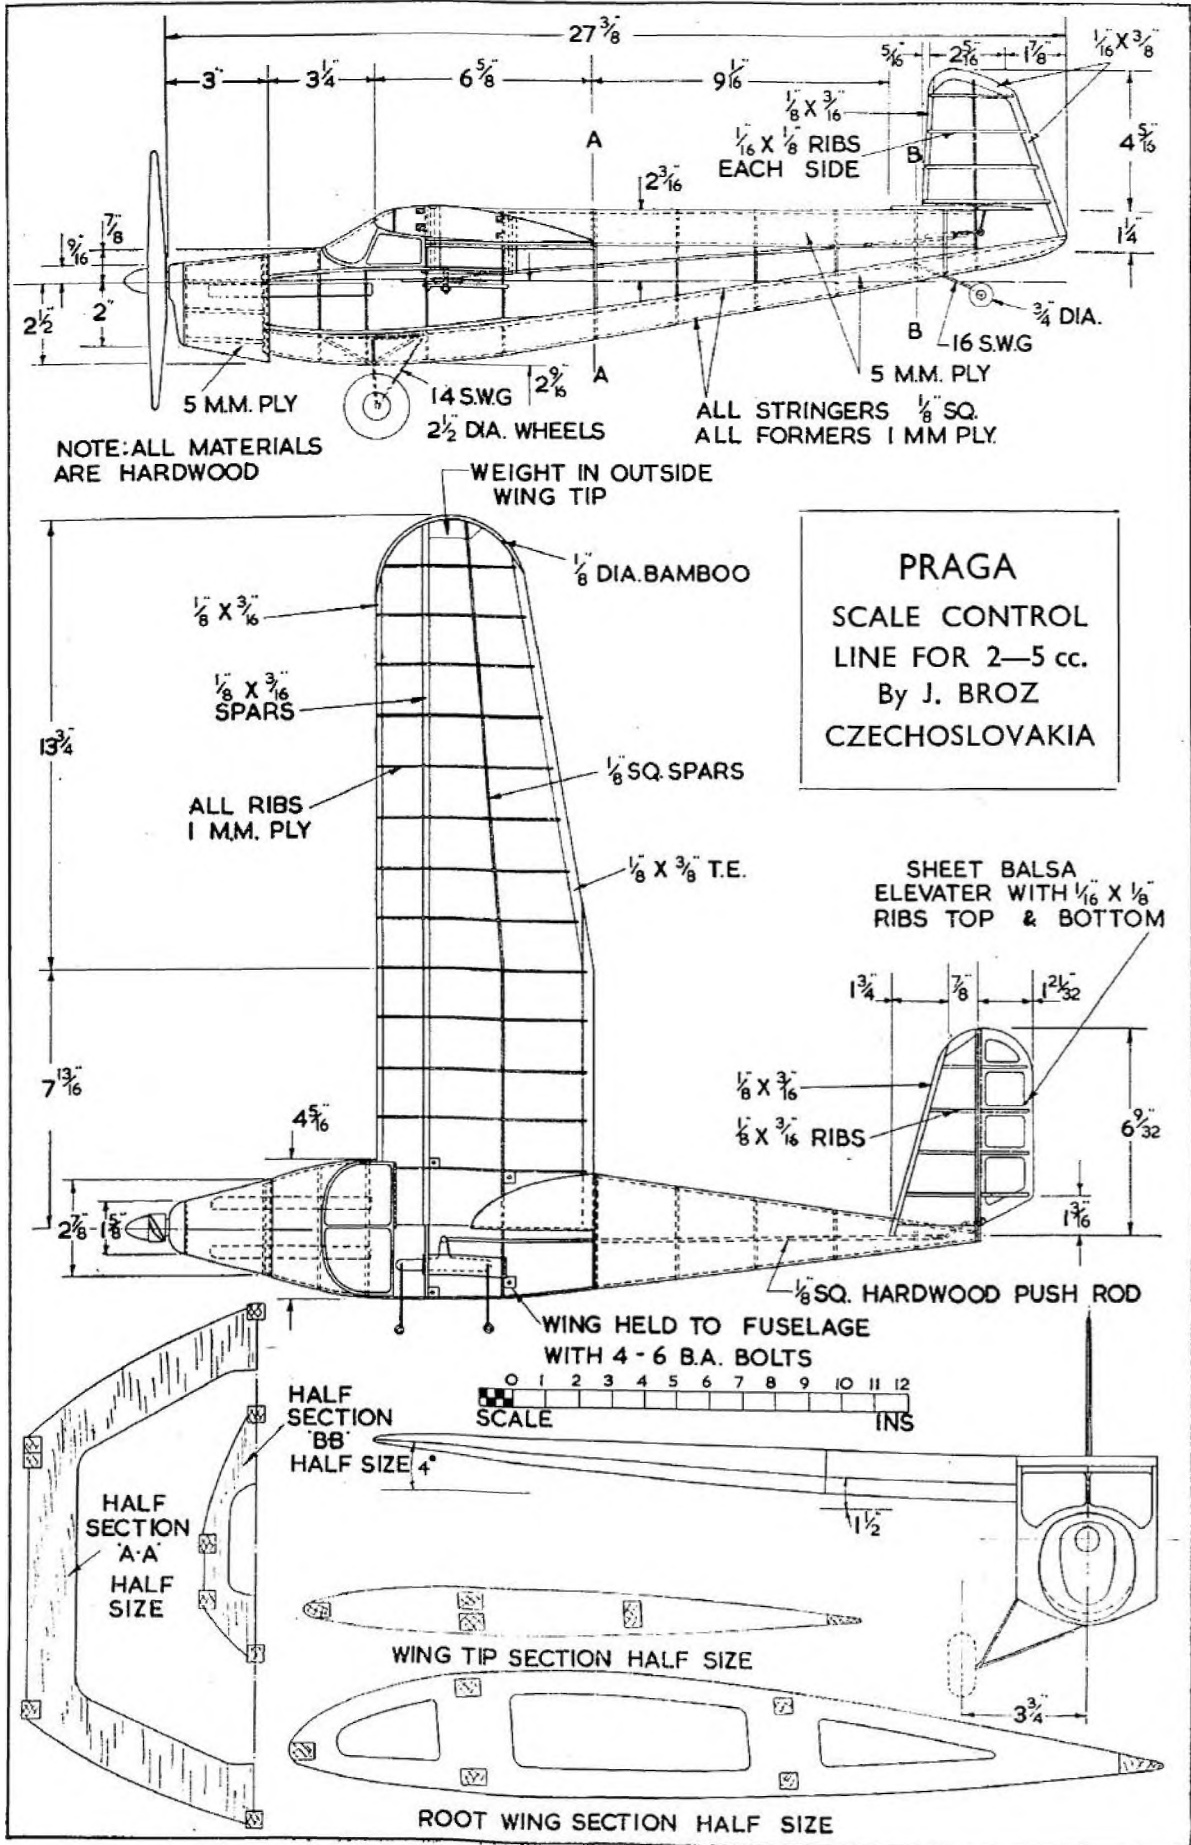 27 3/8"
5/16"
2 5/16"
1 7/8"
1/16" X 3/8"
3"
3 1/4"
6 5/8"
9 1/16"
1/8" X 3/16"
1/16" X 1/8" RIBS
EACH SIDE
4 5/16"
A
B
2 3/16"
7/8"
9/16"
1 1/4"
2"
2 1/2"
3/4" DIA.
B
16 S.W.G
5 M.M. PLY
A
2 9/16"
14 S.W.G
5 M.M. PLY
2 1/2" DIA. WHEELS
ALL STRINGERS 1/8" SQ.
ALL FORMERS 1 MM PLY.
NOTE: ALL MATERIALS
ARE HARDWOOD
WEIGHT IN OUTSIDE
WING TIP
1/8" DIA. BAMBOO
1/8" X 3/16"
1/8" X 3/16"
SPARS
13 3/4"
1/8" SQ. SPARS
ALL RIBS
1 M.M. PLY
1/8" X 3/8" T.E.
PRAGA
SCALE CONTROL
LINE FOR 2—5 cc.
By J. BROZ
CZECHOSLOVAKIA
SHEET BALSA
ELEVATER WITH 1/16" X 1/8"
RIBS TOP & BOTTOM
1 3/4"
7/8"
1 21/32"
7 13/16"
1/8" X 3/16"
1/8" X 3/16" RIBS
6 9/32"
4 5/16"
2 7/8"
1 5/8"
1 3/16"
1/8" SQ. HARDWOOD PUSH ROD
WING HELD TO FUSELAGE
WITH 4 - 6 B.A. BOLTS
0 1 2 3 4 5 6 7 8 9 10 11 12
SCALE
INS
HALF
SECTION
'BB'
HALF SIZE
4°
HALF
SECTION
'A-A'
HALF
SIZE
1 1/2"
WING TIP SECTION HALF SIZE
3 3/4"
ROOT WING SECTION HALF SIZE